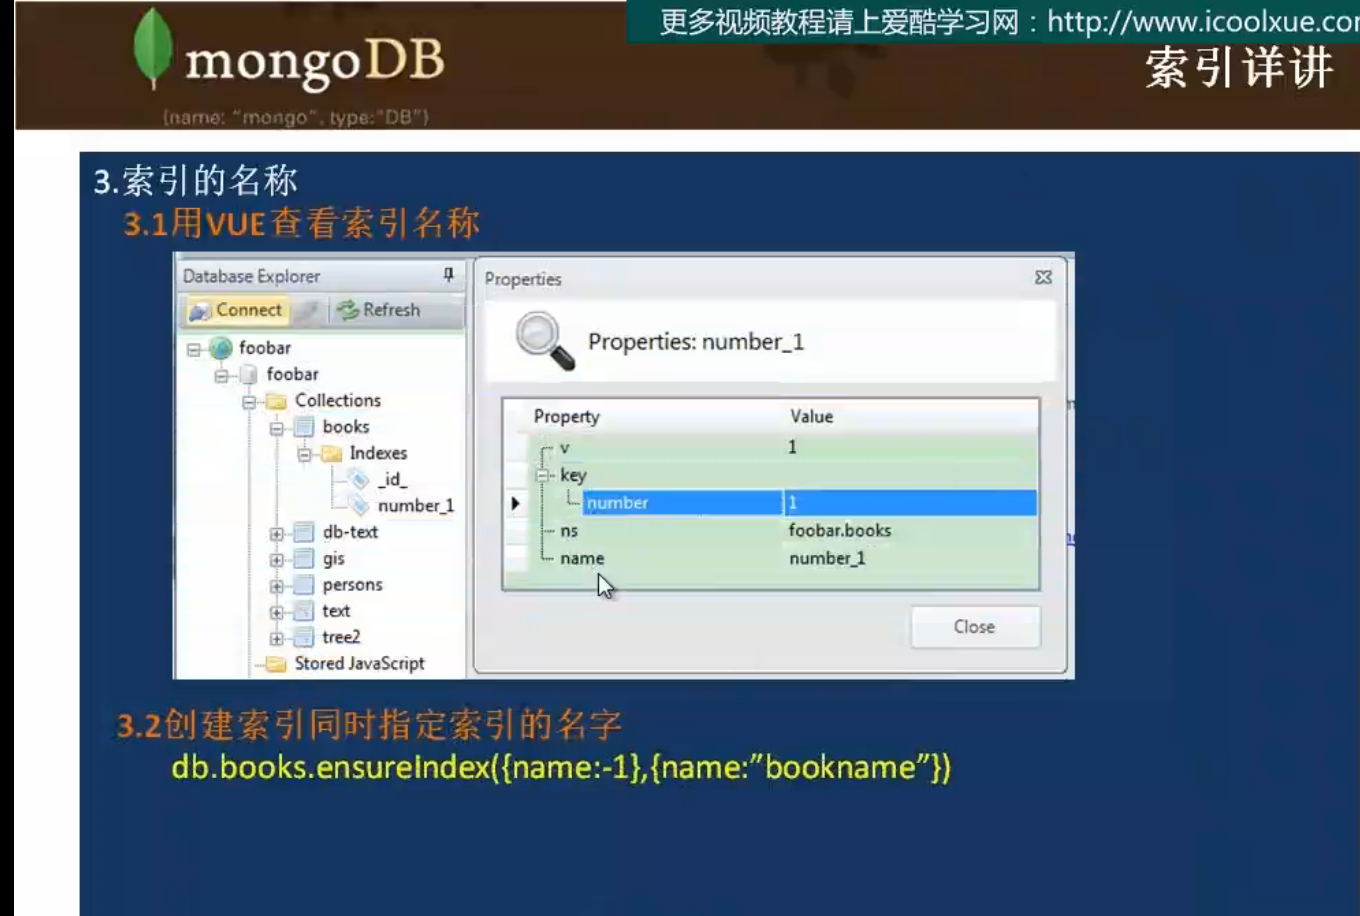 更多视频教程请上爱酷学习网：http://www.icoolxue.co
mongoDB
索引详讲
{name: "mongo", type:"DB"}
3.索引的名称
3.1用VUE查看索引名称
Database Explorer
Connect
Refresh
foobar
foobar
Collections
books
Indexes
_id_
number_1
db-text
gis
persons
text
tree2
Stored JavaScript
Properties
Properties: number_1
Property Value
v 1
key
number 1
ns foobar.books
name number_1
Close
3.2创建索引同时指定索引的名字
db.books.ensureIndex({name:-1},{name:”bookname”})